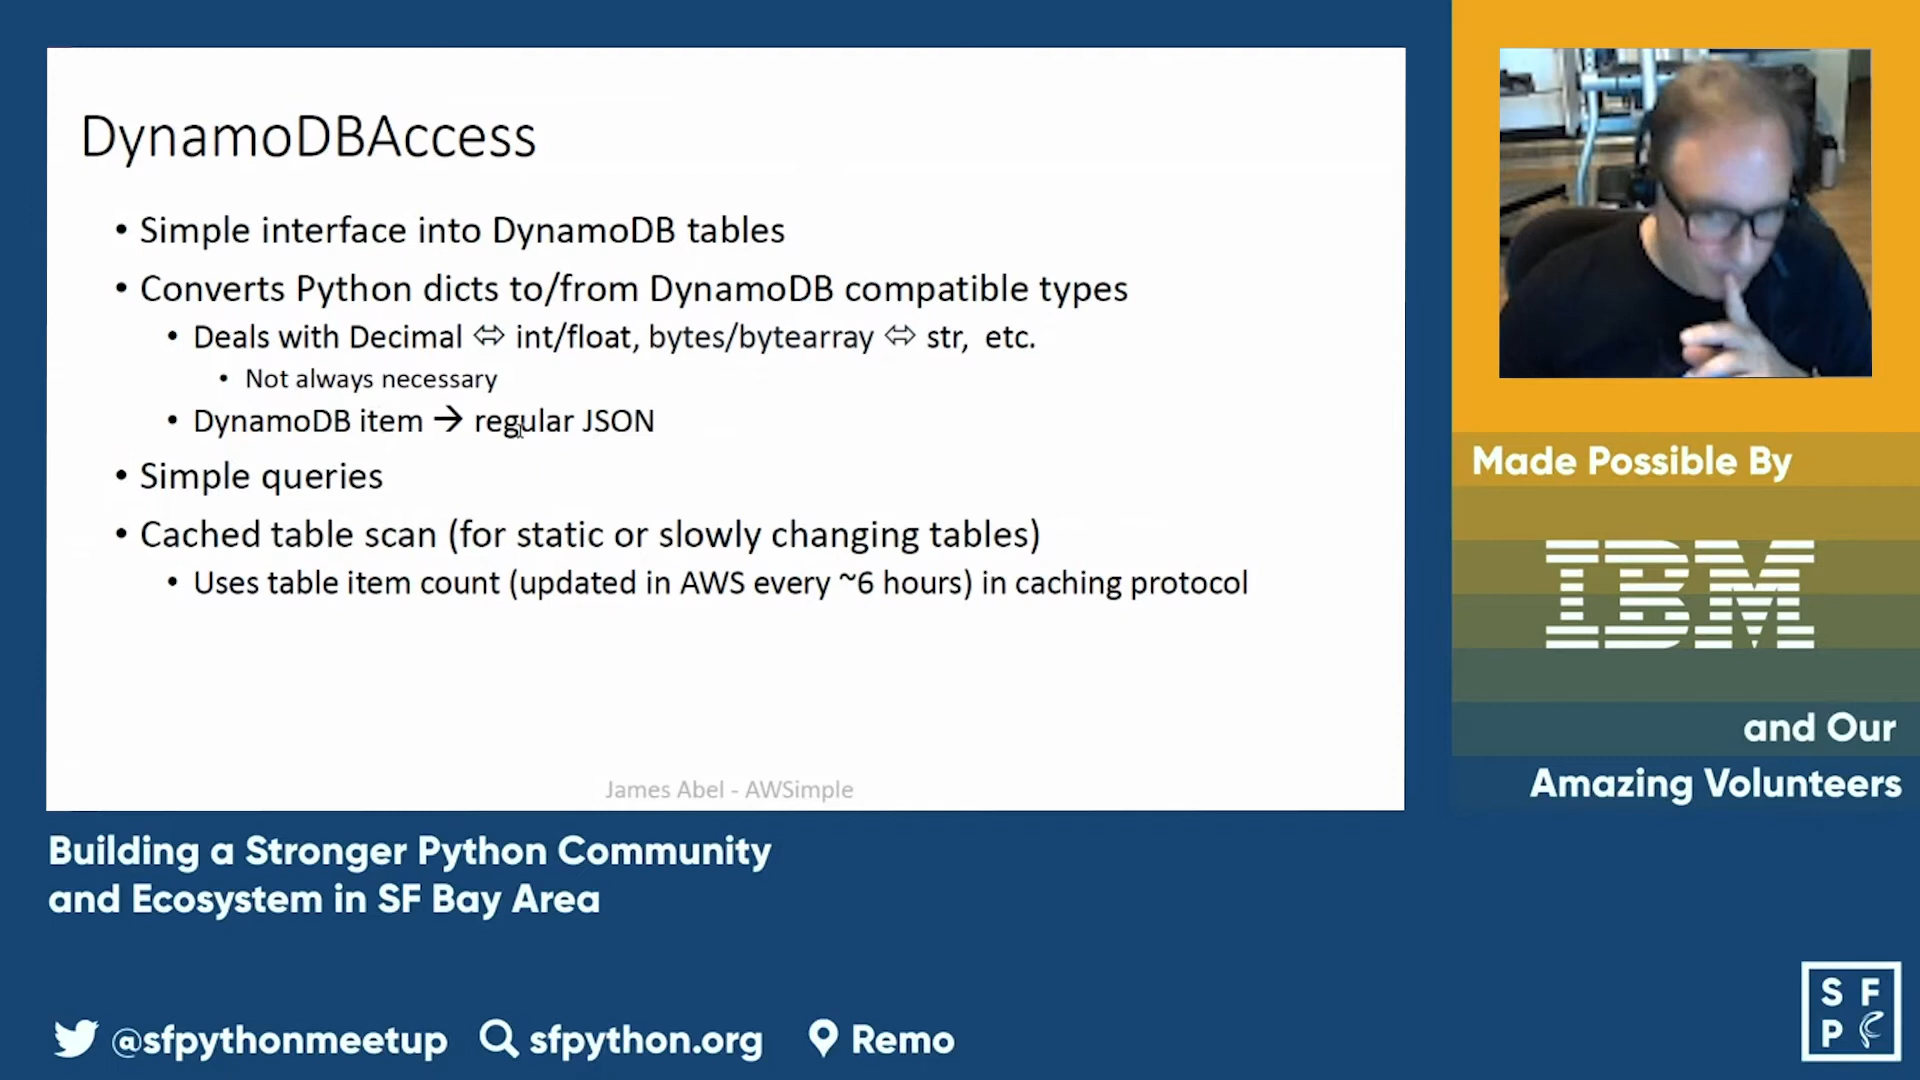 DynamoDBAccess
• Simple interface into DynamoDB tables
• Converts Python dicts to/from DynamoDB compatible types
• Deals with Decimal ⬄ int/float, bytes/bytearray ⬄ str, etc.
• Not always necessary
• DynamoDB item → regular JSON
• Simple queries
• Cached table scan (for static or slowly changing tables)
• Uses table item count (updated in AWS every ~6 hours) in caching protocol
James Abel - AWSimple
Made Possible By
IBM
and Our
Amazing Volunteers
Building a Stronger Python Community
and Ecosystem in SF Bay Area
@sfpythonmeetup sfpython.org Remo
S F
P